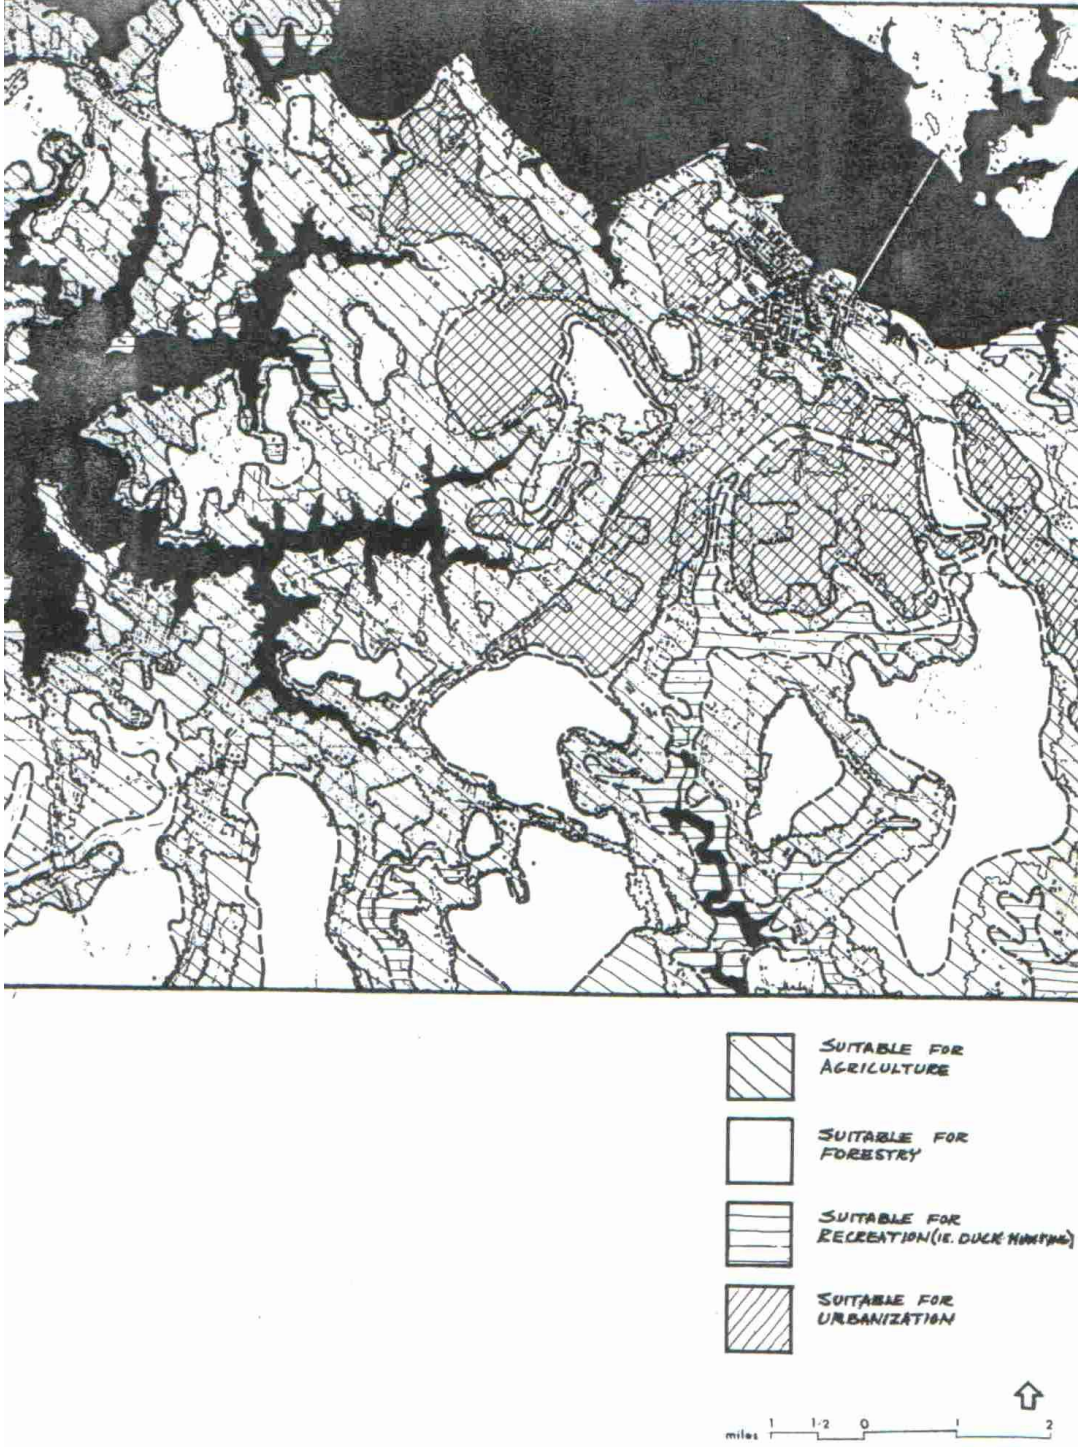 SUITABLE FOR
AGRICULTURE
SUITABLE FOR
FORESTRY
SUITABLE FOR
RECREATION (IE. DUCK HUNTING)
SUITABLE FOR
URBANIZATION
miles 1 1/2 0 1 2